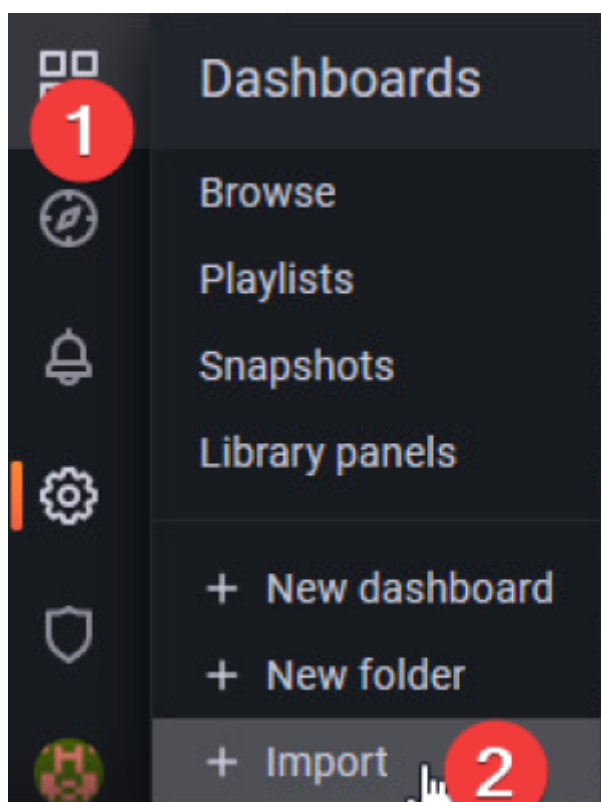 Dashboards
1
Browse
Playlists
Snapshots
Library panels
+ New dashboard
+ New folder
+ Import
2